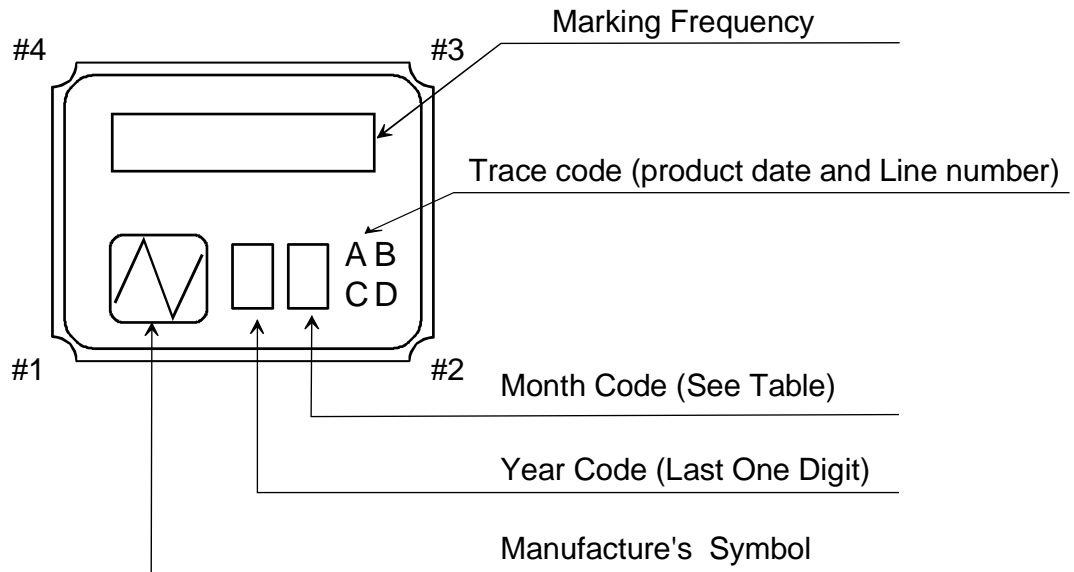 Marking Frequency
#4
#3
Trace code (product date and Line number)
A B
C D
#1
#2
Month Code (See Table)
Year Code (Last One Digit)
Manufacture's Symbol